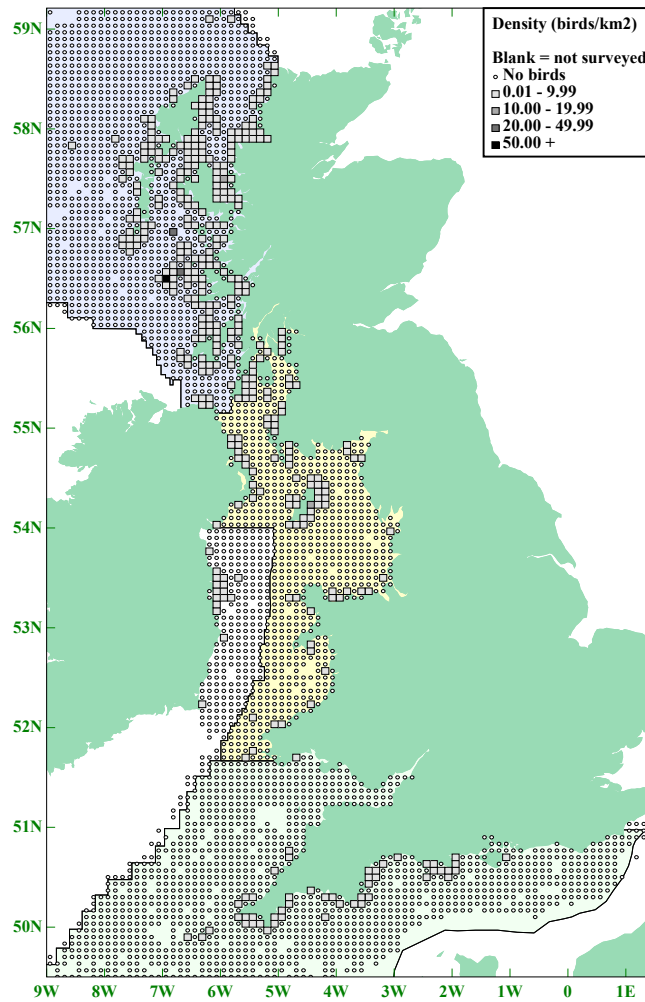 Density (birds/km2)
Blank = not surveyed
No birds
0.01 - 9.99
10.00 - 19.99
20.00 - 49.99
50.00 +
59N
58N
57N
56N
55N
54N
53N
52N
51N
50N
9W 8W 7W 6W 5W 4W 3W 2W 1W 0 1E